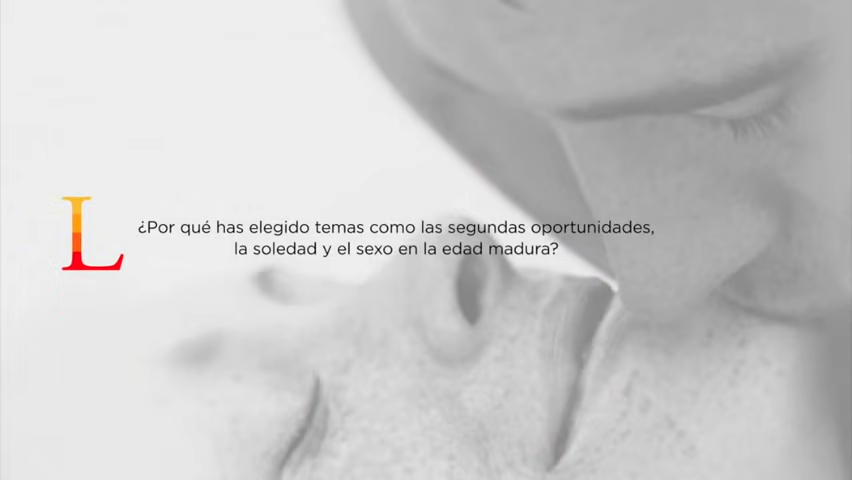 L
¿Por qué has elegido temas como las segundas oportunidades,
la soledad y el sexo en la edad madura?